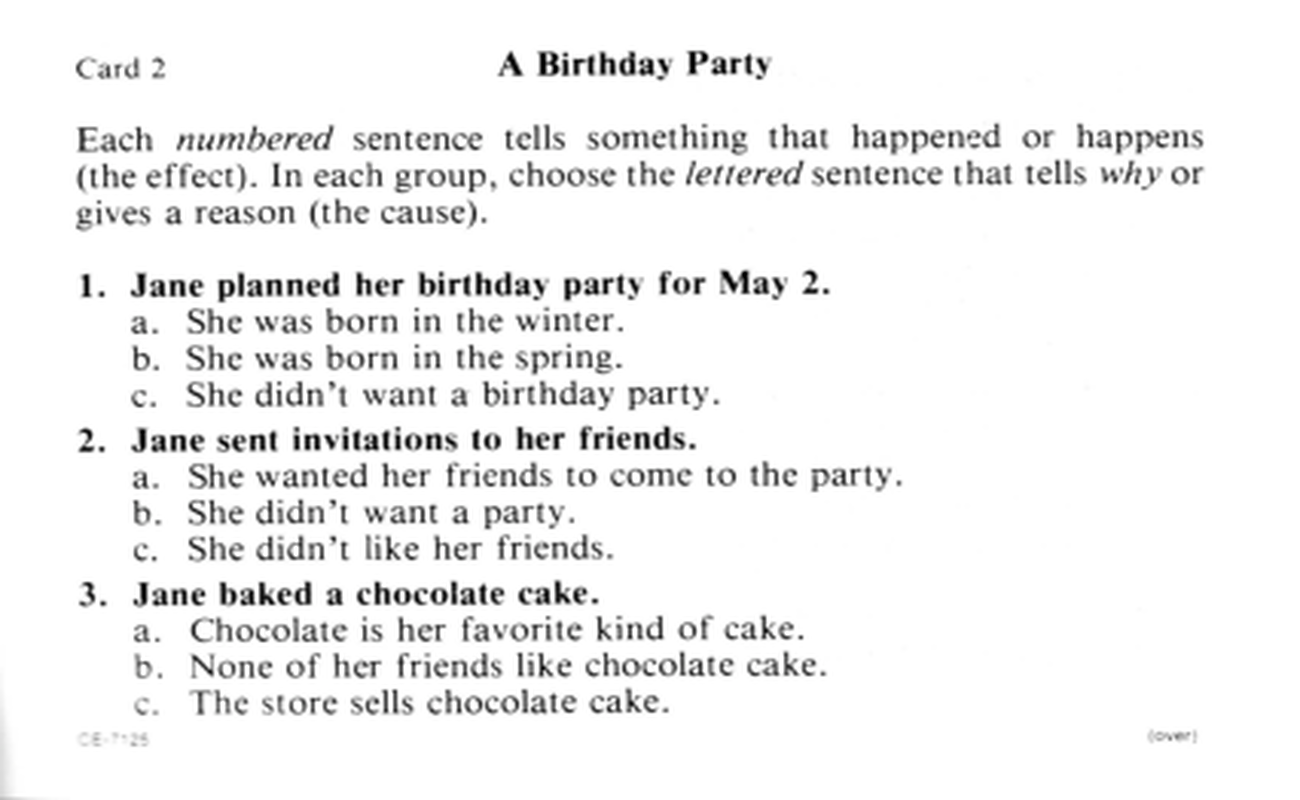 Card 2
A Birthday Party
Each numbered sentence tells something that happened or happens
(the effect). In each group, choose the lettered sentence that tells why or
gives a reason (the cause).
1. Jane planned her birthday party for May 2.
a. She was born in the winter.
b. She was born in the spring.
c. She didn't want a birthday party.
2. Jane sent invitations to her friends.
a. She wanted her friends to come to the party.
b. She didn't want a party.
c. She didn't like her friends.
3. Jane baked a chocolate cake.
a. Chocolate is her favorite kind of cake.
b. None of her friends like chocolate cake.
c. The store sells chocolate cake.
CE-7125
(over)